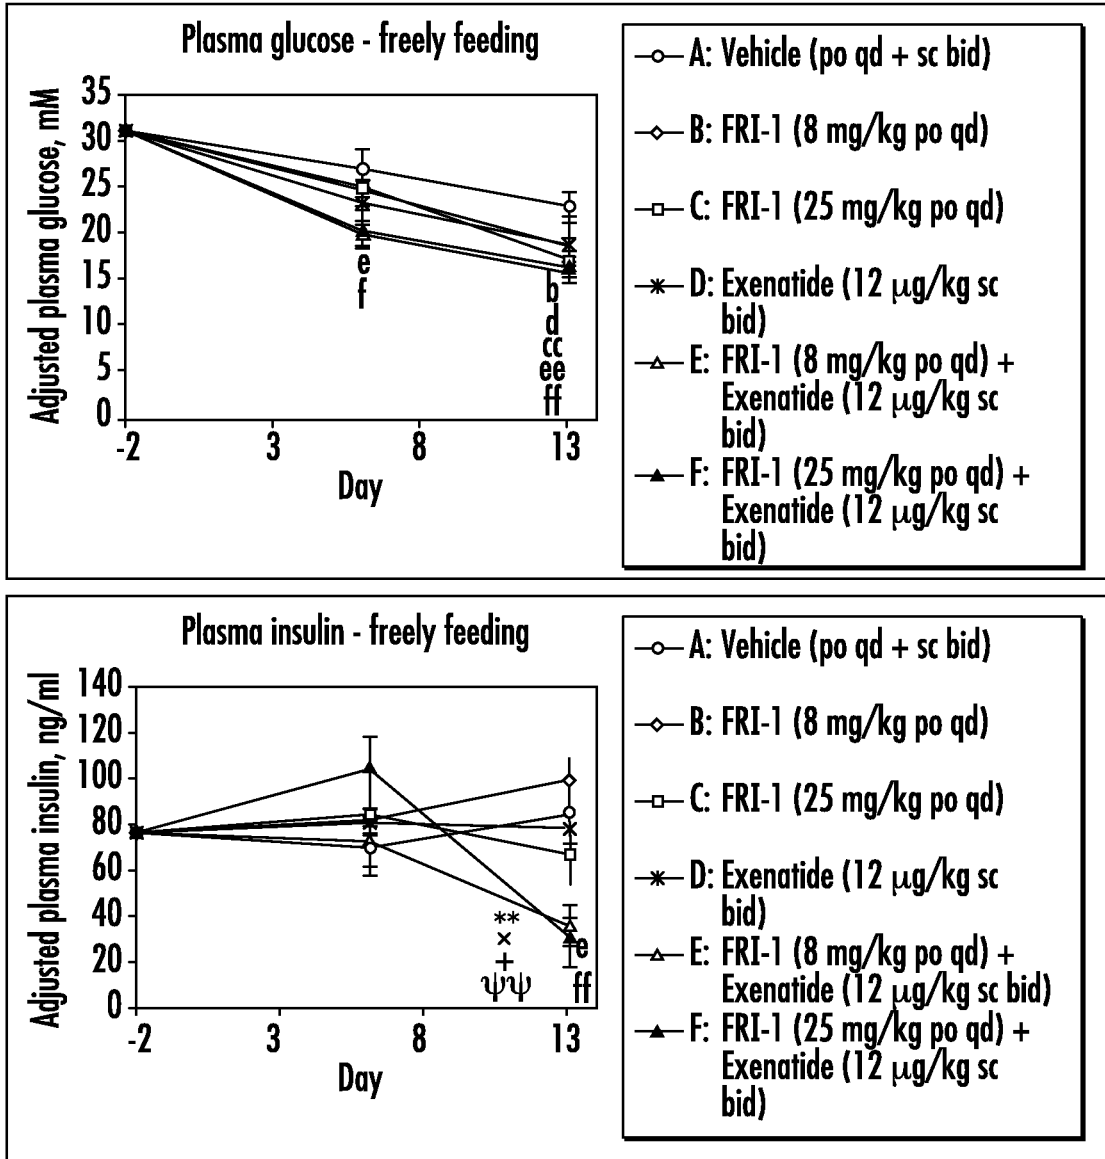 Plasma glucose - freely feeding
Adjusted plasma glucose, mM
35
30
25
20
15
10
5
0
-2
3
8
13
Day
e
f
b
d
cc
ee
ff
A: Vehicle (po qd + sc bid)
B: FRI-1 (8 mg/kg po qd)
C: FRI-1 (25 mg/kg po qd)
D: Exenatide (12 μg/kg sc
bid)
E: FRI-1 (8 mg/kg po qd) +
Exenatide (12 μg/kg sc
bid)
F: FRI-1 (25 mg/kg po qd) +
Exenatide (12 μg/kg sc
bid)
Plasma insulin - freely feeding
Adjusted plasma insulin, ng/ml
140
120
100
80
60
40
20
0
-2
3
8
13
Day
**
×
+
ψψ
e
ff
A: Vehicle (po qd + sc bid)
B: FRI-1 (8 mg/kg po qd)
C: FRI-1 (25 mg/kg po qd)
D: Exenatide (12 μg/kg sc
bid)
E: FRI-1 (8 mg/kg po qd) +
Exenatide (12 μg/kg sc bid)
F: FRI-1 (25 mg/kg po qd) +
Exenatide (12 μg/kg sc
bid)